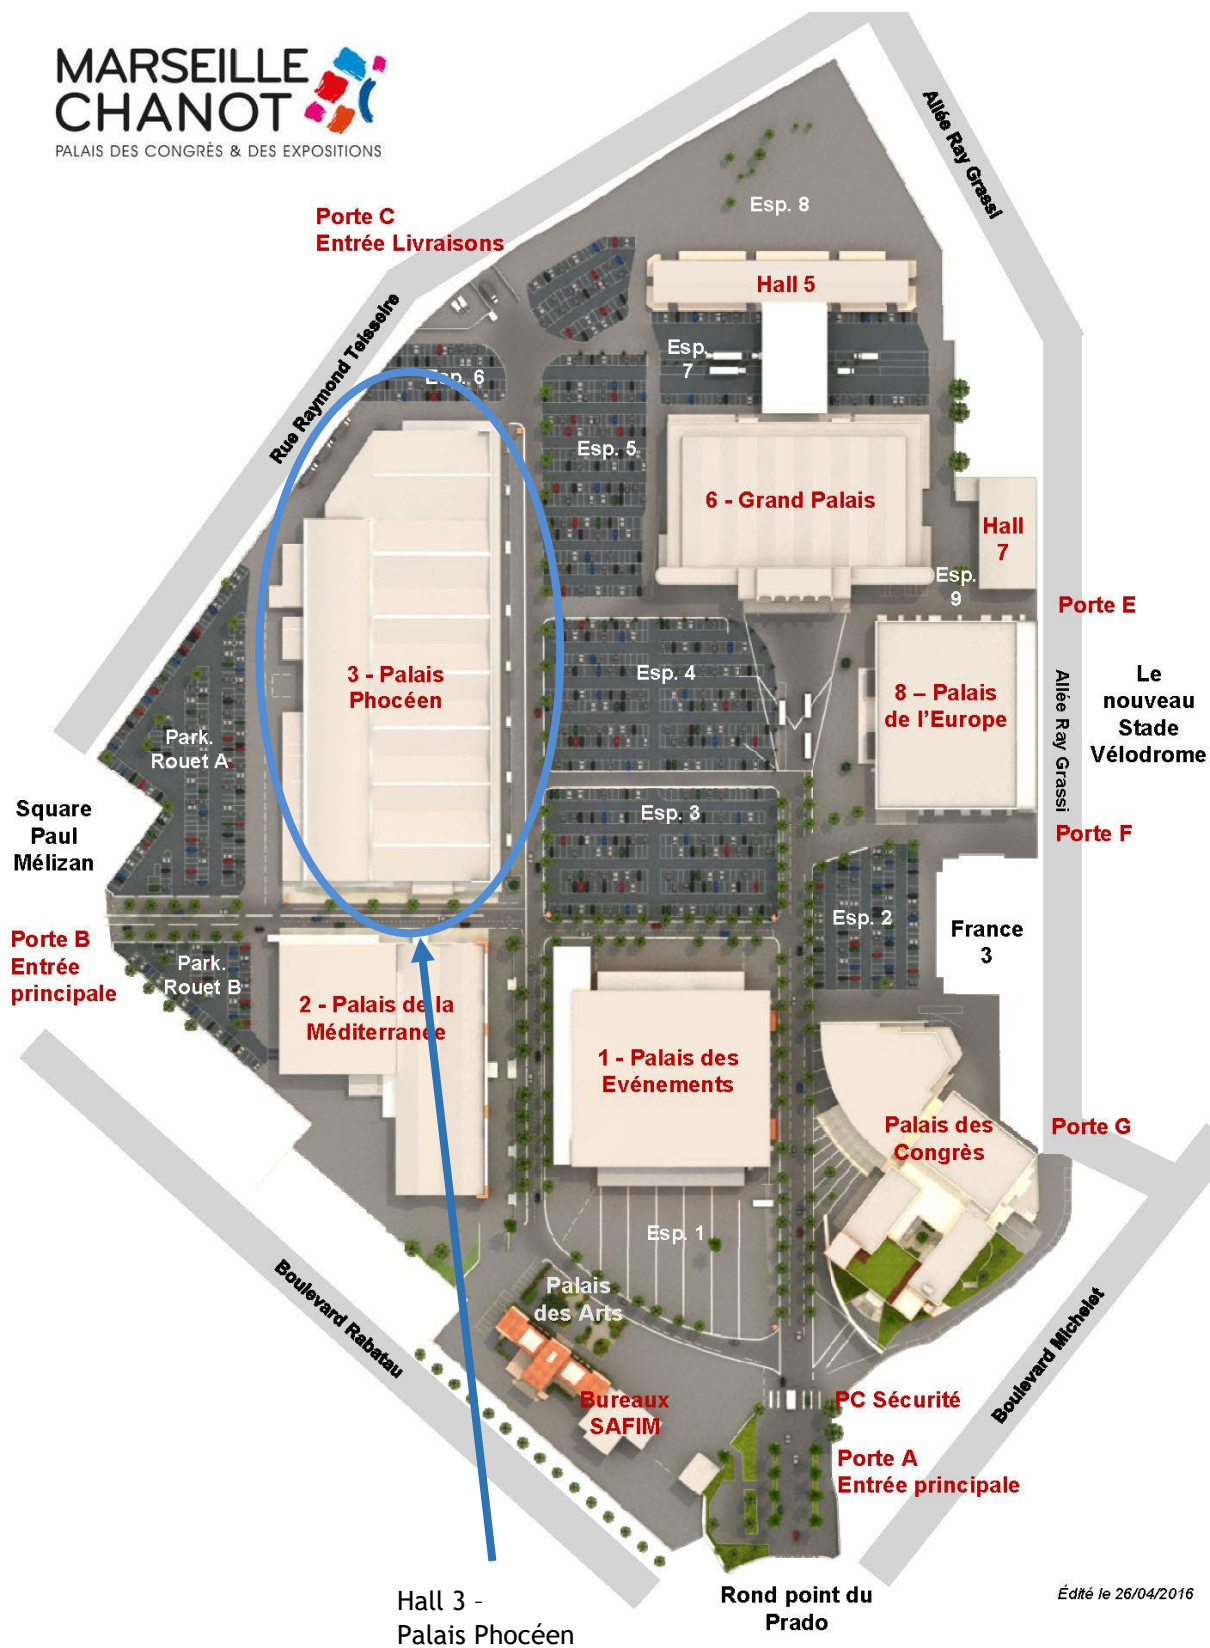 MARSEILLE
CHANOT
PALAIS DES CONGRÈS & DES EXPOSITIONS
Allée Ray Grassi
Esp. 8
Porte C
Entrée Livraisons
Hall 5
Rue Raymond Teisseire
Esp.
7
Esp. 6
Esp. 5
6 - Grand Palais
Hall
7
Esp.
9
Porte E
3 - Palais
Phocéen
Esp. 4
8 – Palais
de l'Europe
Allée Ray Grassi
Le
nouveau
Stade
Vélodrome
Park.
Rouet A
Square
Paul
Mélizan
Esp. 3
Porte F
Esp. 2
France
3
Porte B
Entrée
principale
Park.
Rouet B
2 - Palais de la
Méditerranée
1 - Palais des
Evénements
Palais des
Congrès
Porte G
Esp. 1
Palais
des Arts
Boulevard Rabatau
Boulevard Michelet
Bureaux
SAFIM
PC Sécurité
Porte A
Entrée principale
Rond point du
Prado
Édité le 26/04/2016
Hall 3 -
Palais Phocéen